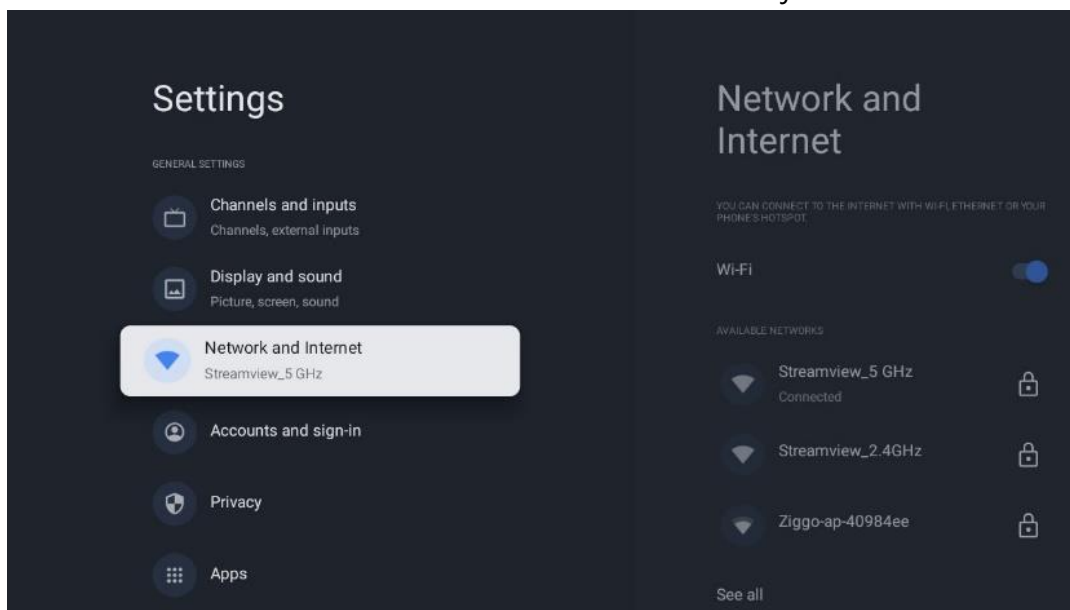 Settings
GENERAL SETTINGS
Channels and inputs
Channels, external inputs
Display and sound
Picture, screen, sound
Network and Internet
Streamview_5 GHz
Accounts and sign-in
Privacy
Apps
Network and
Internet
YOU CAN CONNECT TO THE INTERNET WITH WI-FI, ETHERNET OR YOUR
PHONE'S HOTSPOT.
Wi-Fi
AVAILABLE NETWORKS
Streamview_5 GHz
Connected
Streamview_2.4GHz
Ziggo-ap-40984ee
See all